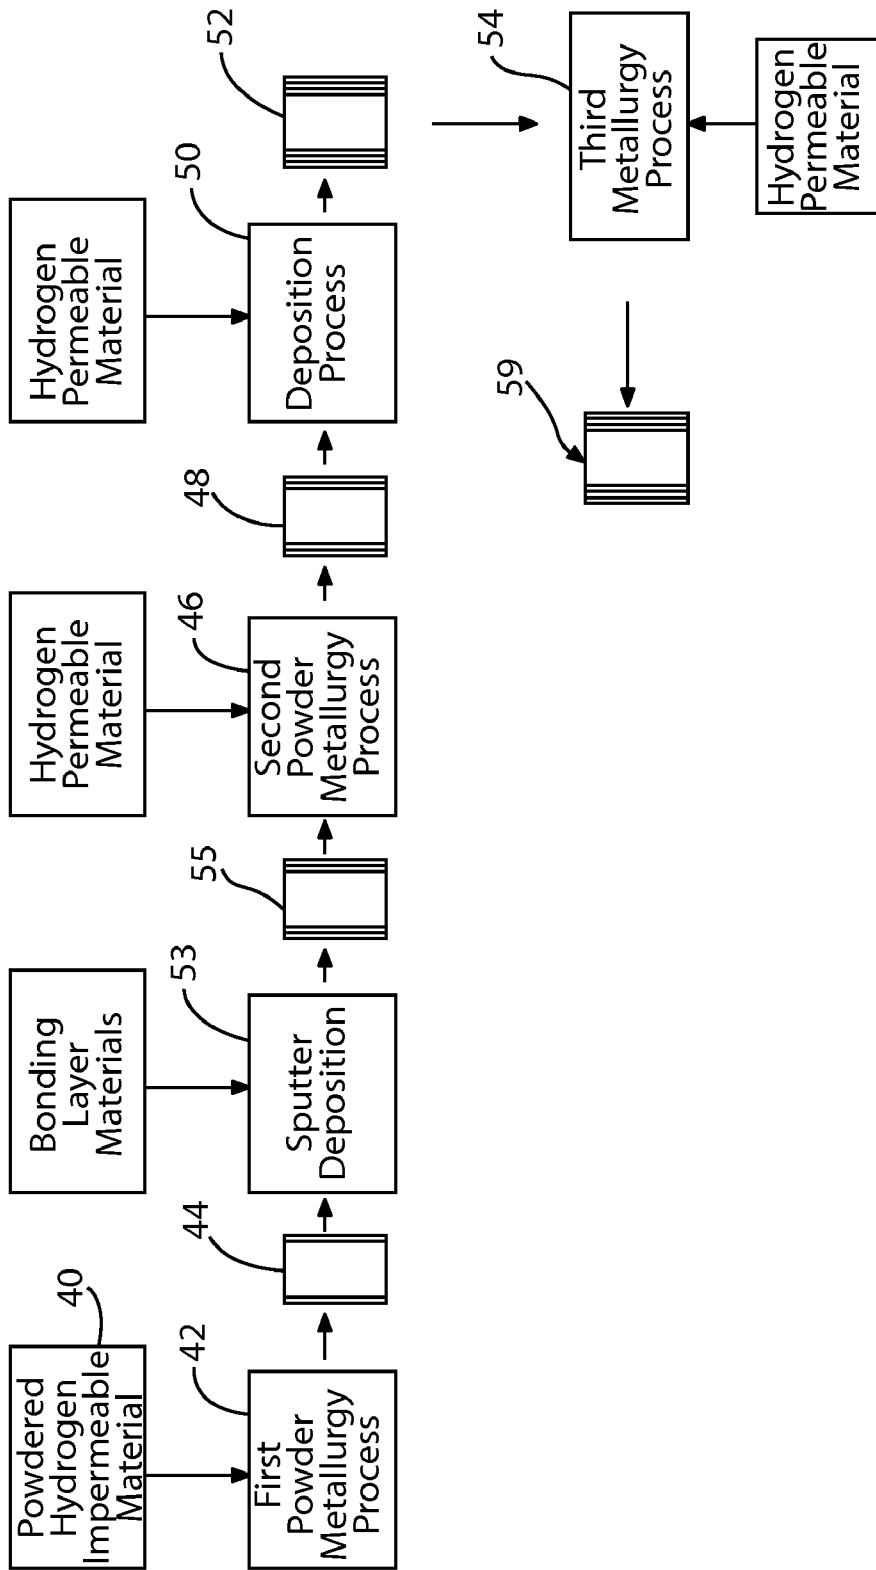 Powdered
Hydrogen
Impermeable
Material
40
First
Powder
Metallurgy
Process
42
44
Bonding
Layer
Materials
Sputter
Deposition
53
55
Hydrogen
Permeable
Material
Second
Powder
Metallurgy
Process
46
48
Hydrogen
Permeable
Material
Deposition
Process
50
52
Third
Metallurgy
Process
54
Hydrogen
Permeable
Material
59